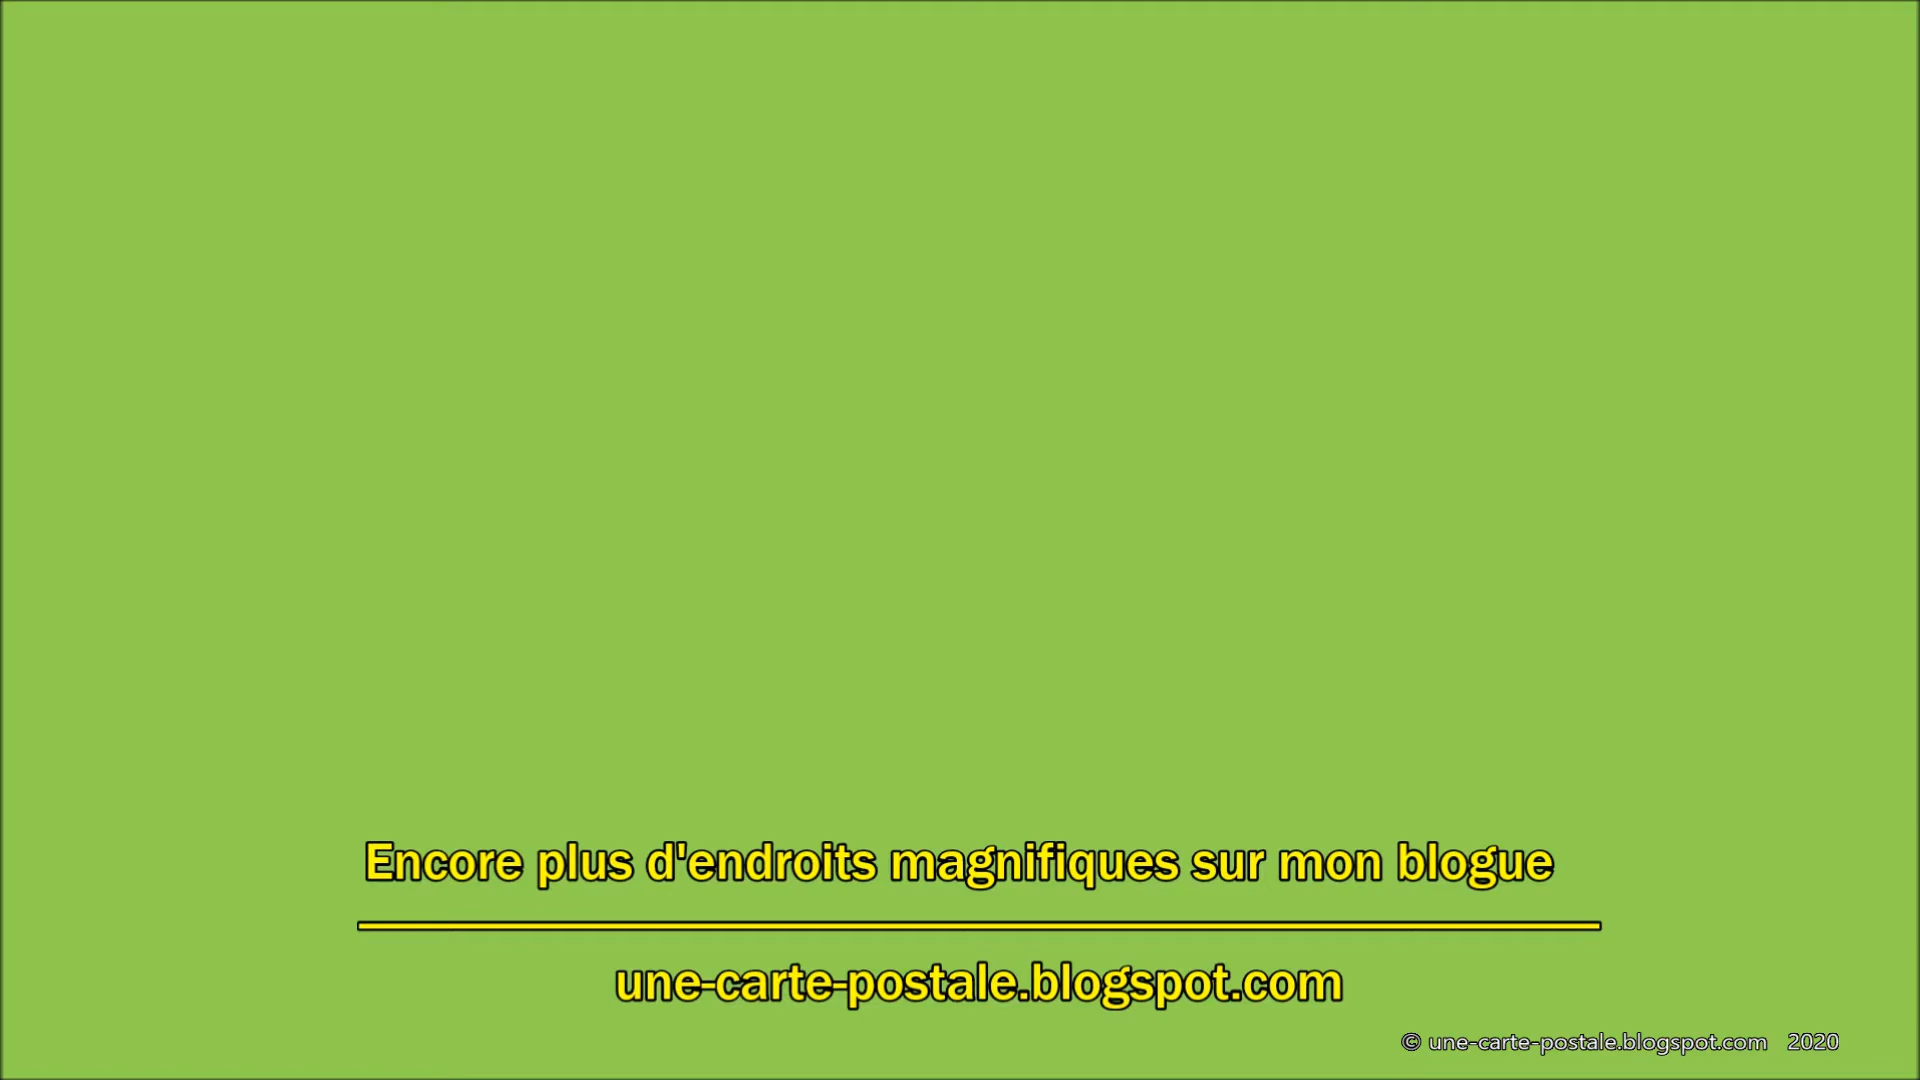 Encore plus d'endroits magnifiques sur mon blogue
une-carte-postale.blogspot.com
© une-carte-postale.blogspot.com 2020